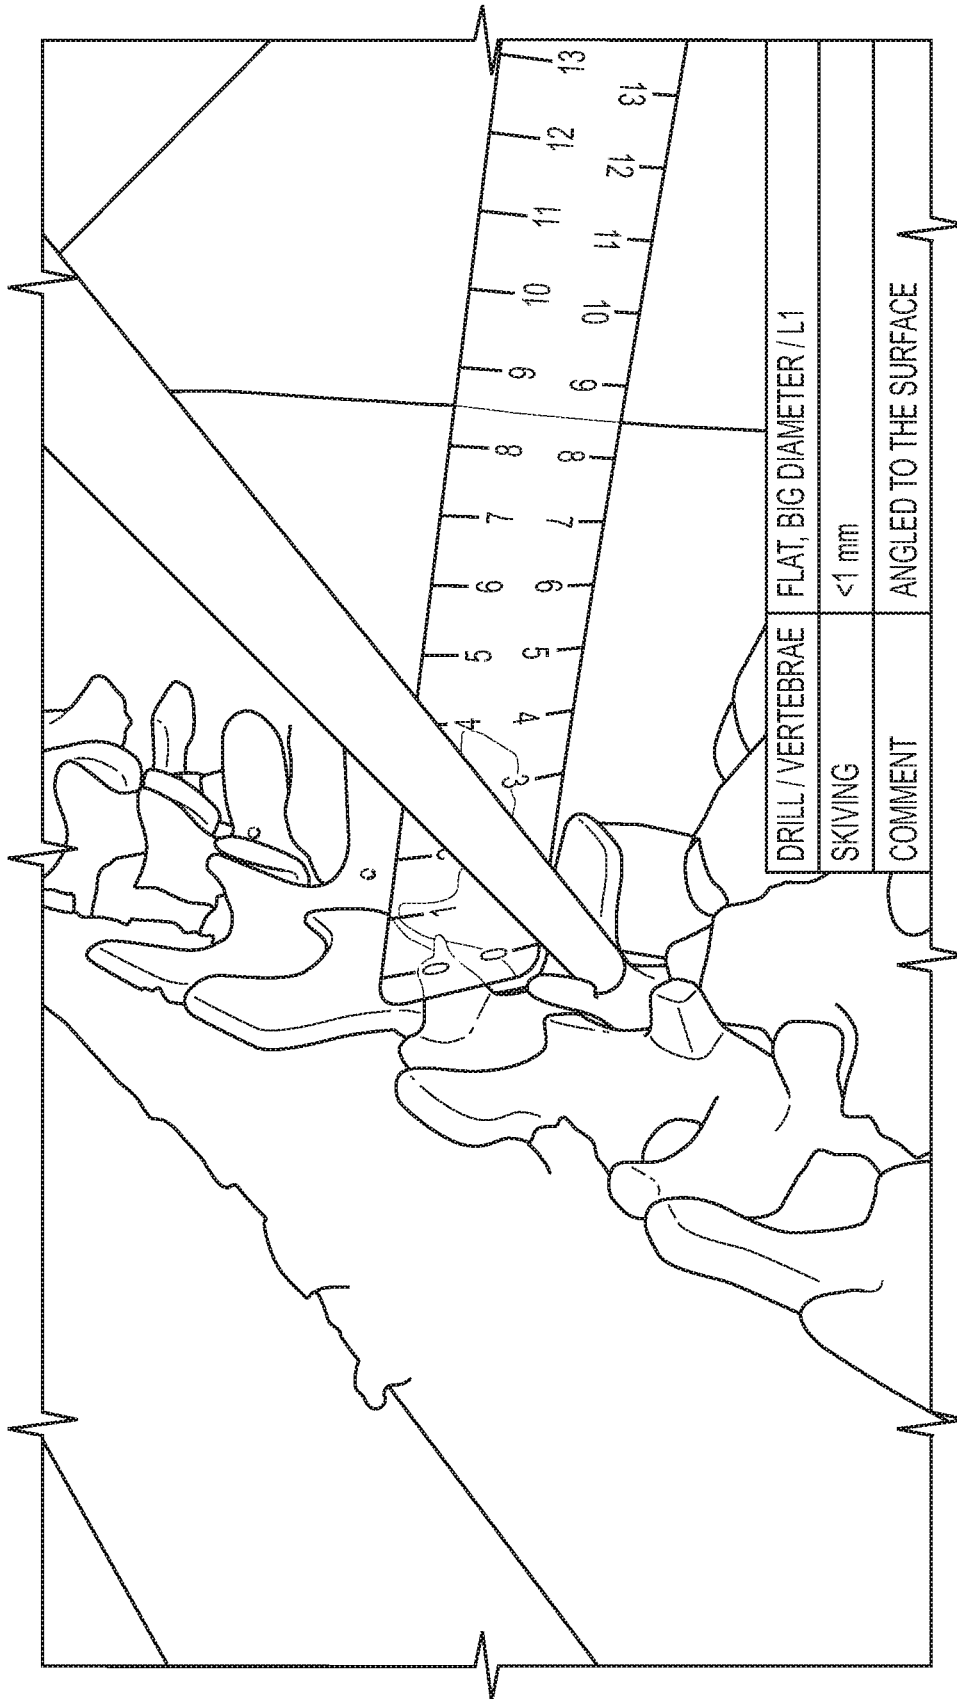 0 1 2 4 5 6 7 8 9 10 11 12 13
0 3 4 5 6 7 8 9 10 11 12 13
DRILL / VERTEBRAE FLAT, BIG DIAMETER / L1
SKIVING <1 mm
COMMENT ANGLED TO THE SURFACE